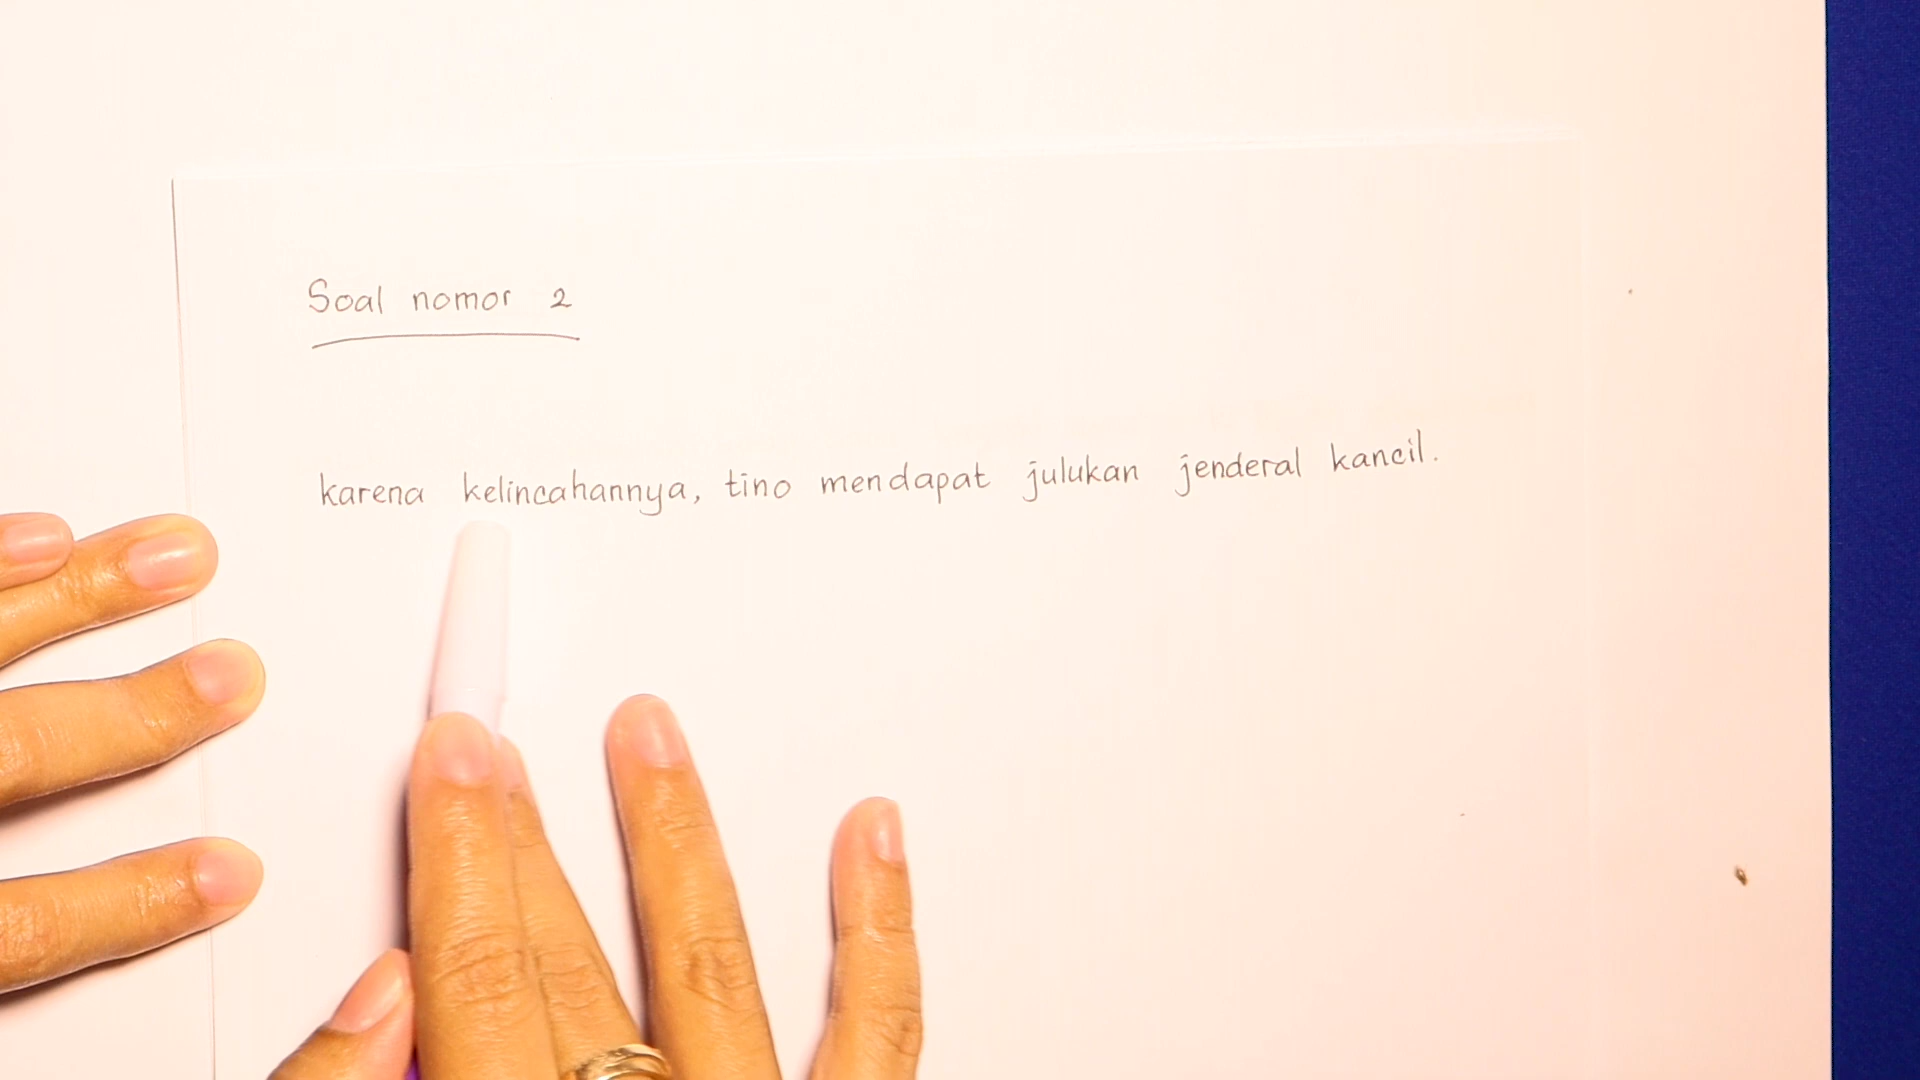 Soal nomor 2
karena kelincahannya, tino mendapat julukan jenderal kancil.